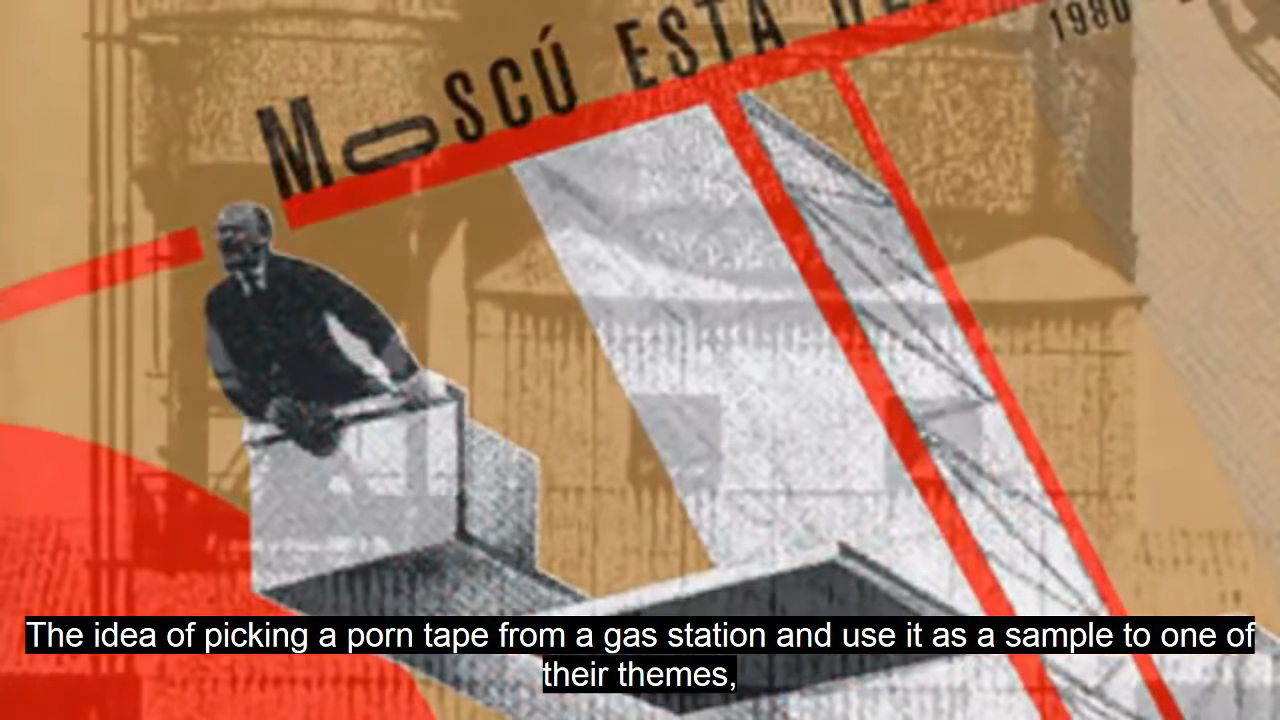 MOSCÚ ESTÁ
1980
The idea of picking a porn tape from a gas station and use it as a sample to one of
their themes,